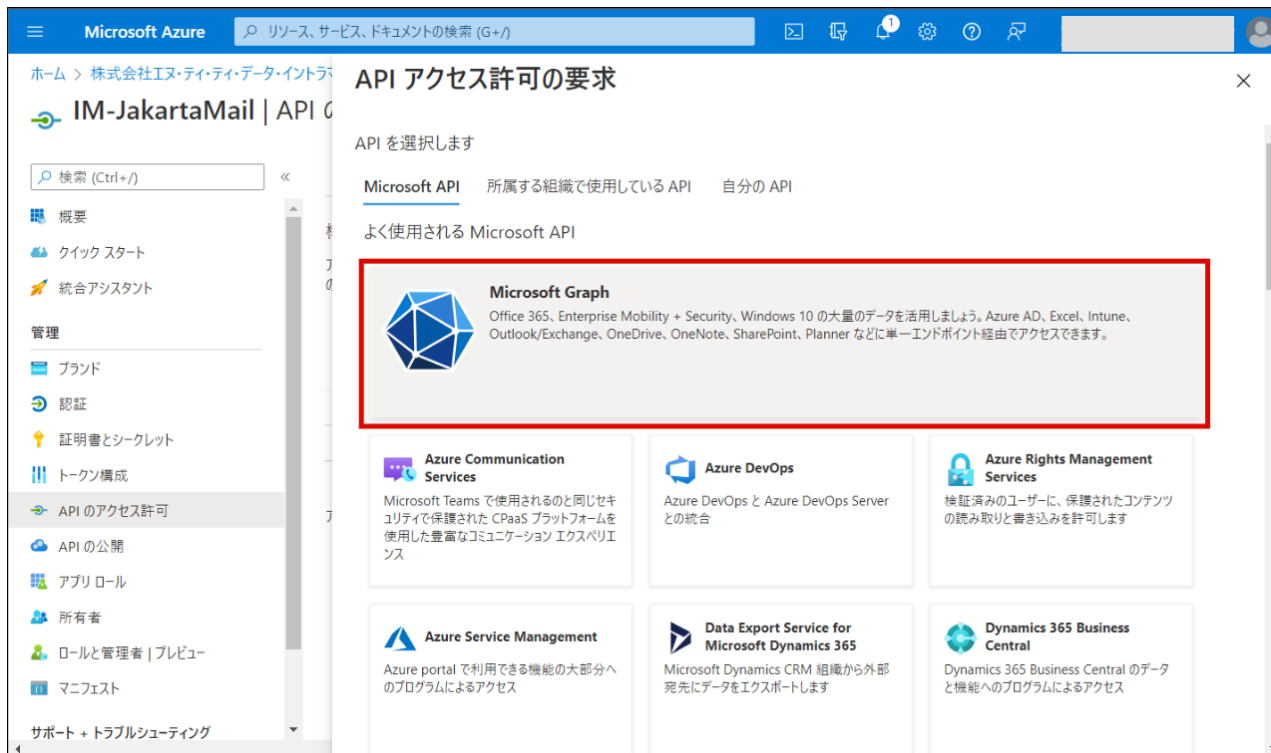 Microsoft Azure
リソース、サービス、ドキュメントの検索 (G+/)
1
ホーム > 株式会社エヌ・ティ・ティ・データ・イントラマ
IM-JakartaMail | API の
検索 (Ctrl+/)
«
概要
クイック スタート
統合アシスタント
管理
ブランド
認証
証明書とシークレット
トークン構成
API のアクセス許可
API の公開
アプリ ロール
所有者
ロールと管理者 | プレビュー
マニフェスト
サポート + トラブルシューティング
API アクセス許可の要求
API を選択します
Microsoft API 所属する組織で使用している API 自分の API
よく使用される Microsoft API
Microsoft Graph
Office 365、Enterprise Mobility + Security、Windows 10 の大量のデータを活用しましょう。Azure AD、Excel、Intune、
Outlook/Exchange、OneDrive、OneNote、SharePoint、Planner などに単一エンドポイント経由でアクセスできます。
Azure Communication
Services
Microsoft Teams で使用されるのと同じセキ
ュリティで保護された CPaaS プラットフォームを
使用した豊富なコミュニケーション エクスペリエ
ンス
Azure DevOps
Azure DevOps と Azure DevOps Server
との統合
Azure Rights Management
Services
検証済みのユーザーに、保護されたコンテンツ
の読み取りと書き込みを許可します
Azure Service Management
Azure portal で利用できる機能の大部分へ
のプログラムによるアクセス
Data Export Service for
Microsoft Dynamics 365
Microsoft Dynamics CRM 組織から外部
宛先にデータをエクスポートします
Dynamics 365 Business
Central
Dynamics 365 Business Central のデータ
と機能へのプログラムによるアクセス